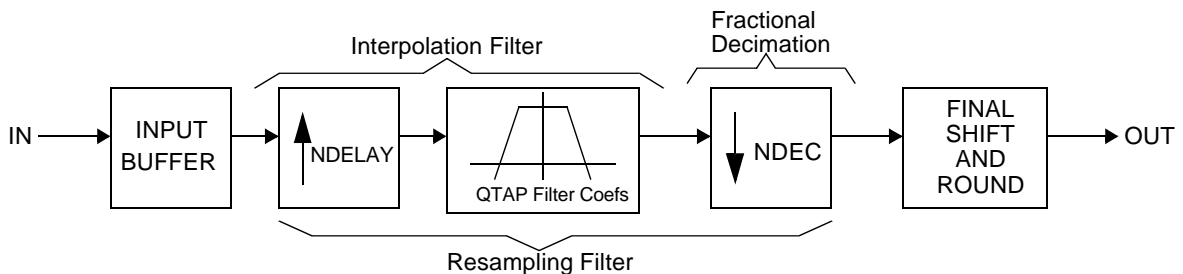 Fractional
Decimation
Interpolation Filter
IN
INPUT
BUFFER
NDELAY
QTAP Filter Coefs
NDEC
FINAL
SHIFT
AND
ROUND
OUT
Resampling Filter